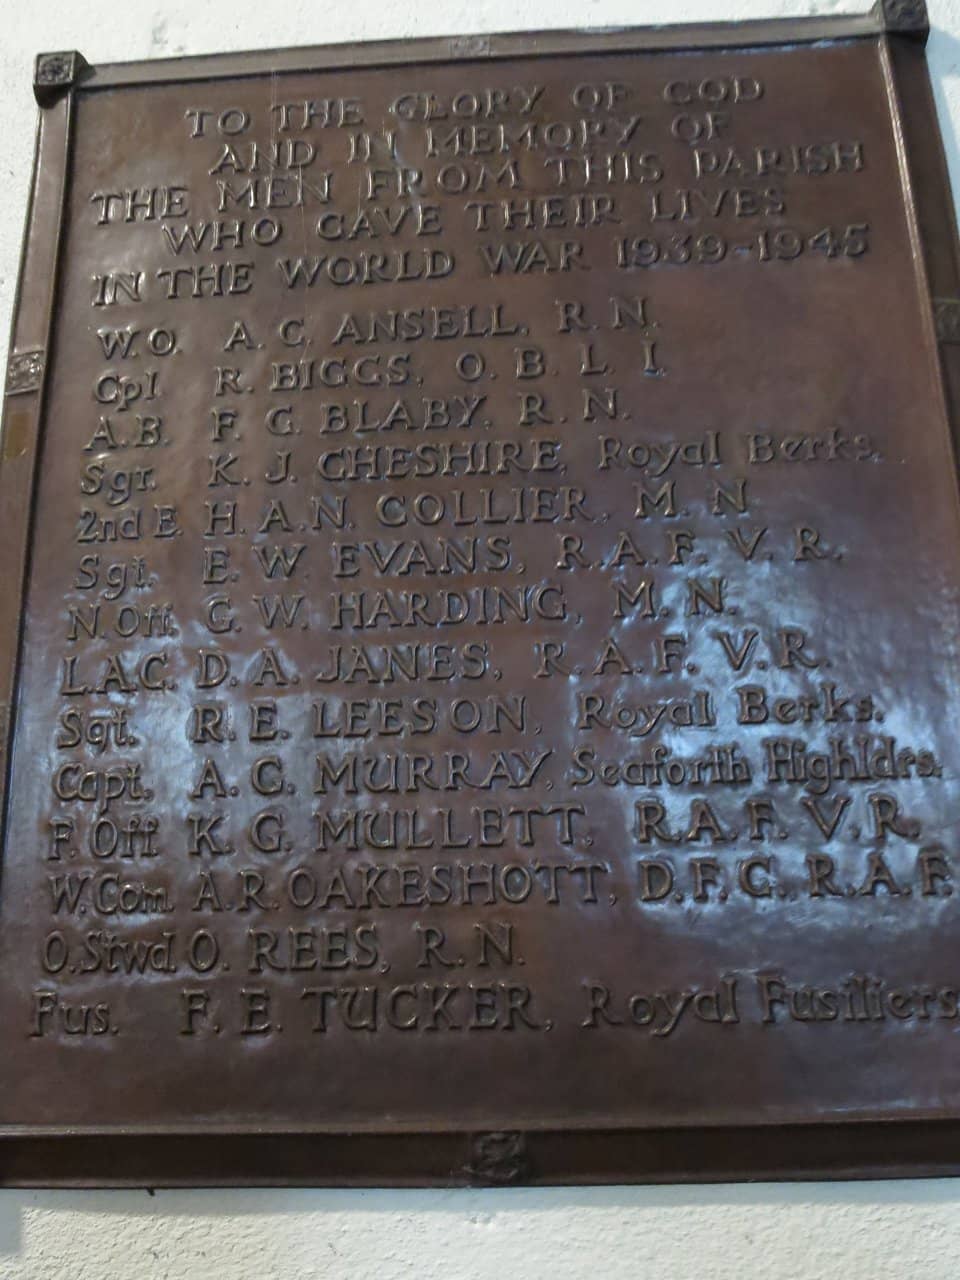 TO THE GLORY OF GOD
AND IN MEMORY OF
THE MEN FROM THIS PARISH
WHO GAVE THEIR LIVES
IN THE WORLD WAR 1939-1945
W.O. A. C. ANSELL, R. N.
Cpl R. BIGGS, O. B. L. I.
A.B. F. G. BLABY, R. N.
Sgt. K. J. CHESHIRE, Royal Berks.
2nd E. H. A. N. COLLIER, M. N.
Sgt. E. W. EVANS, R. A. F. V. R.
N. Off. G. W. HARDING, M. N.
L.A.C. D. A. JANES, R. A. F. V. R.
Sgt. R. E. LEESON, Royal Berks.
Capt. A. G. MURRAY, Seaforth Highldrs.
F. Off K. G. MULLETT, R.A.F. V.R.
W. Com. A. R. OAKESHOTT, D.F.C., R.A.F.
O. Stwd. O. REES, R. N.
Fus. F. E. TUCKER, Royal Fusiliers